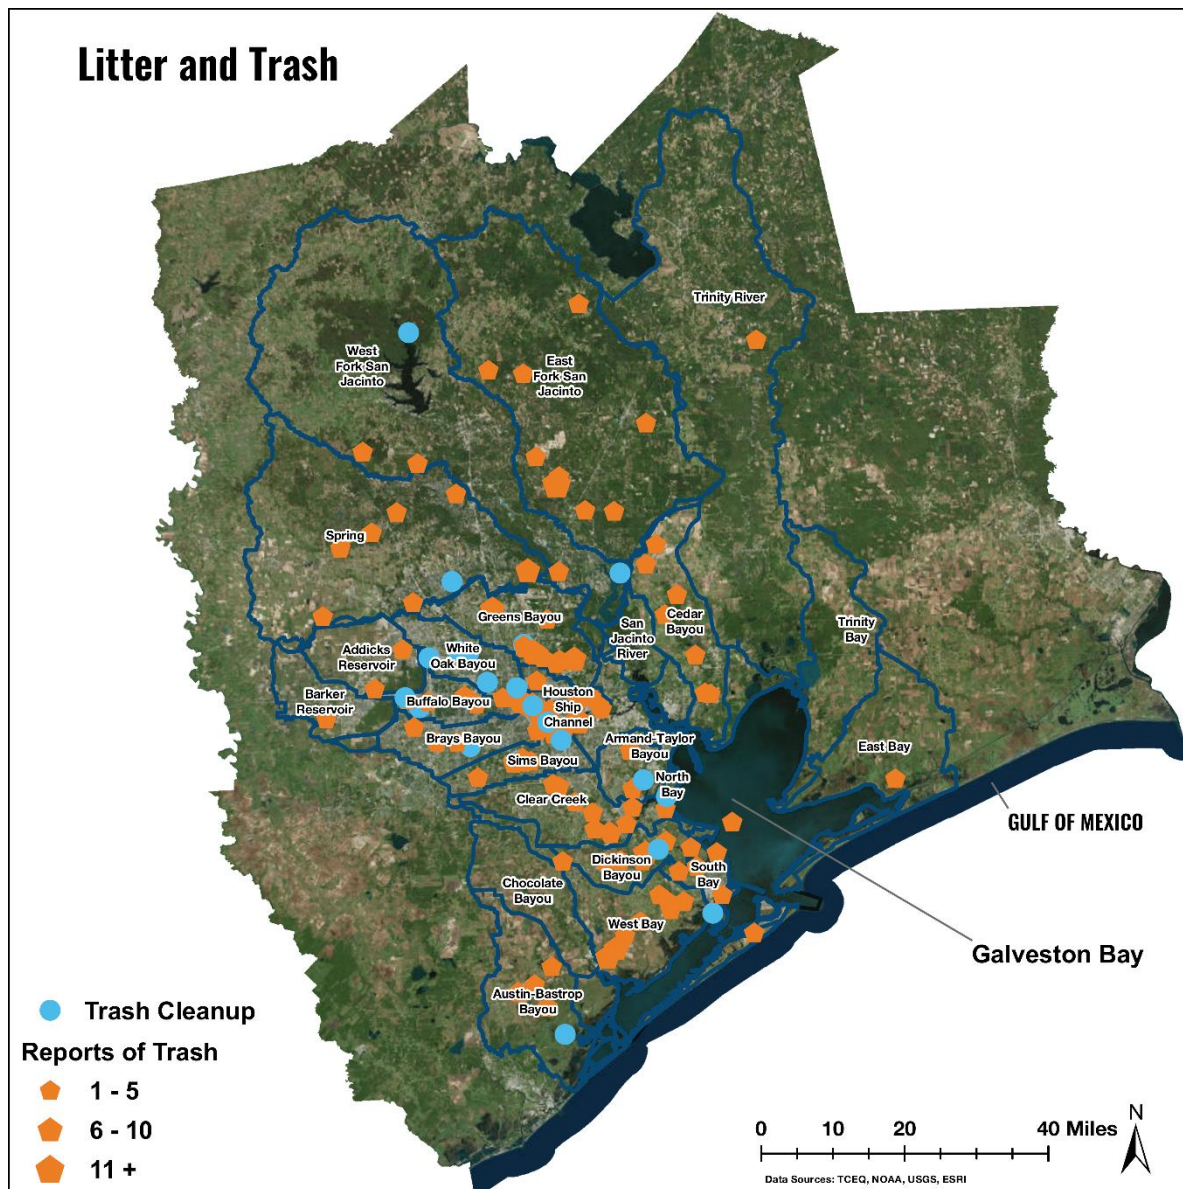 Litter and Trash
Trinity River
West
Fork San
Jacinto
East
Fork San
Jacinto
Spring
Greens Bayou
San
Jacinto
River
Cedar
Bayou
Trinity
Bay
Addicks
Reservoir
White
Oak Bayou
Barker
Reservoir
Buffalo Bayou
Houston
Ship
Channel
Brays Bayou
Armand-Taylor
Bayou
Sims Bayou
East Bay
North
Bay
Clear Creek
GULF OF MEXICO
Dickinson
Bayou
South
Bay
Chocolate
Bayou
West Bay
Galveston Bay
Austin-Bastrop
Bayou
Trash Cleanup
Reports of Trash
1 - 5
6 - 10
11 +
N
0 10 20 40 Miles
Data Sources: TCEQ, NOAA, USGS, ESRI